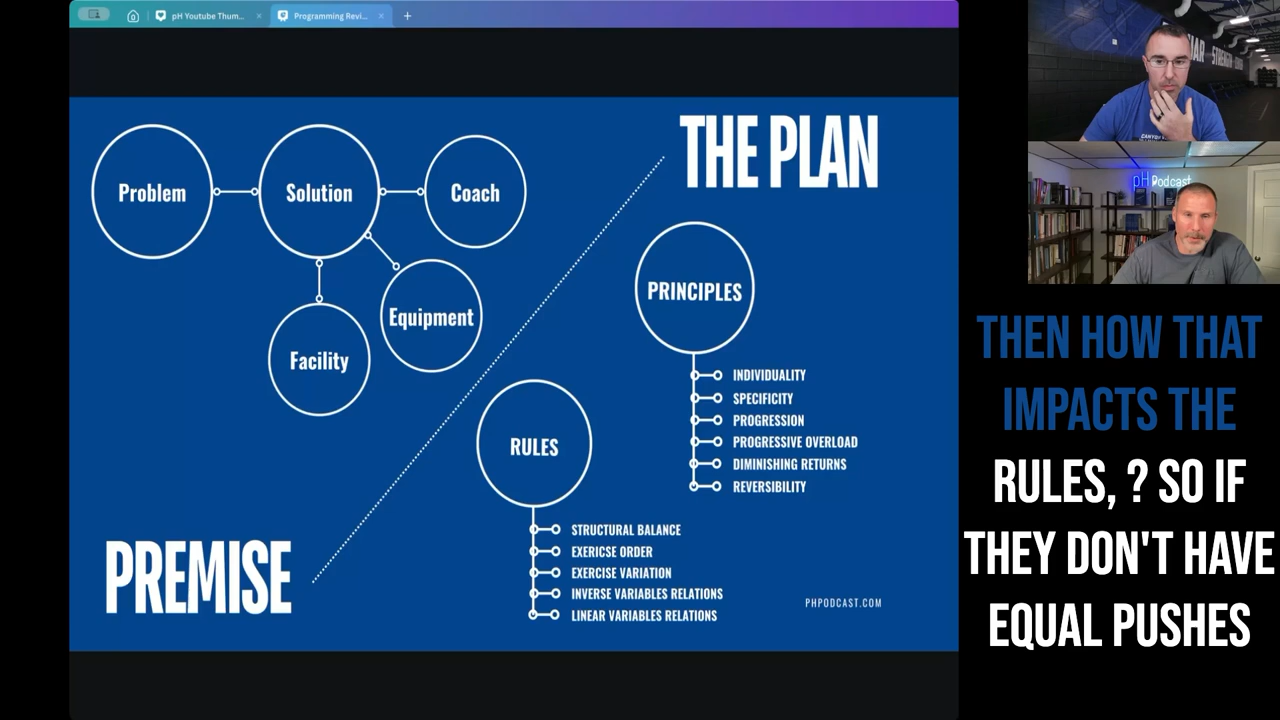 pH Youtube Thum...
Programming Revi...
Problem
Solution
Coach
Equipment
Facility
PREMISE
THE PLAN
PRINCIPLES
INDIVIDUALITY
SPECIFICITY
PROGRESSION
PROGRESSIVE OVERLOAD
DIMINISHING RETURNS
REVERSIBILITY
RULES
STRUCTURAL BALANCE
EXERICSE ORDER
EXERCISE VARIATION
INVERSE VARIABLES RELATIONS
LINEAR VARIABLES RELATIONS
PHPODCAST.COM
pH Podcast
THEN HOW THAT
IMPACTS THE
RULES, ? SO IF
THEY DON'T HAVE
EQUAL PUSHES